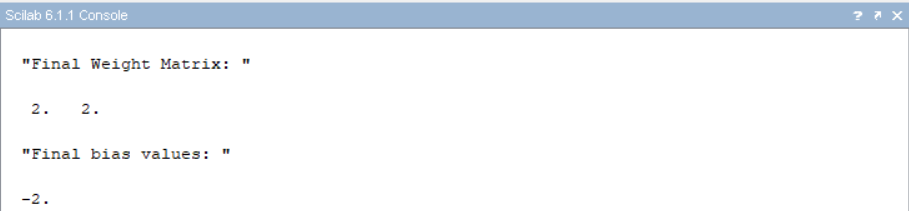 Scilab 6.1.1 Console ? ↗ ✕
"Final Weight Matrix: "
2. 2.
"Final bias values: "
-2.